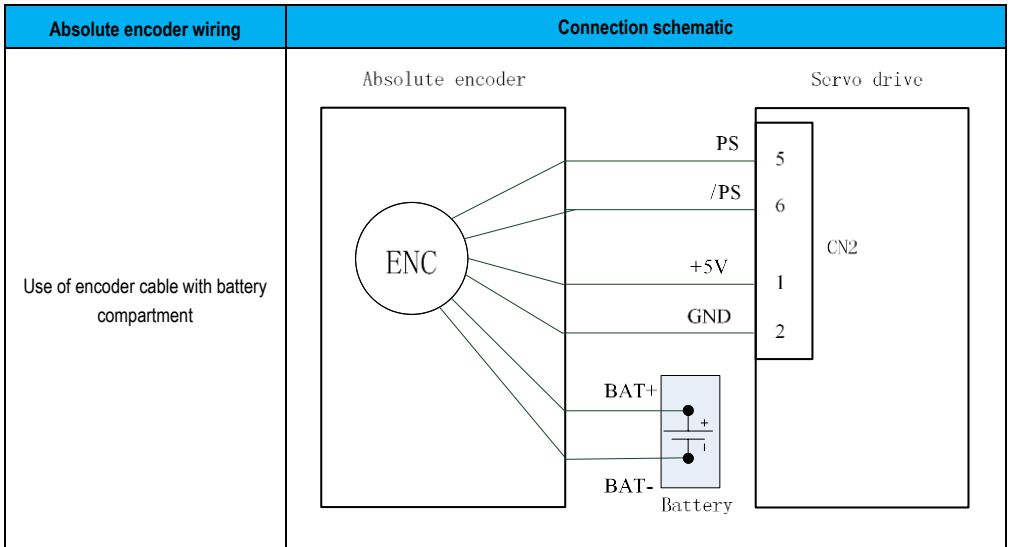 Absolute encoder wiring
Connection schematic
Absolute encoder
Servo drive
PS
5
/PS
6
ENC
CN2
Use of encoder cable with battery
compartment
+5V
1
GND
2
BAT+
+
-
BAT-
Battery